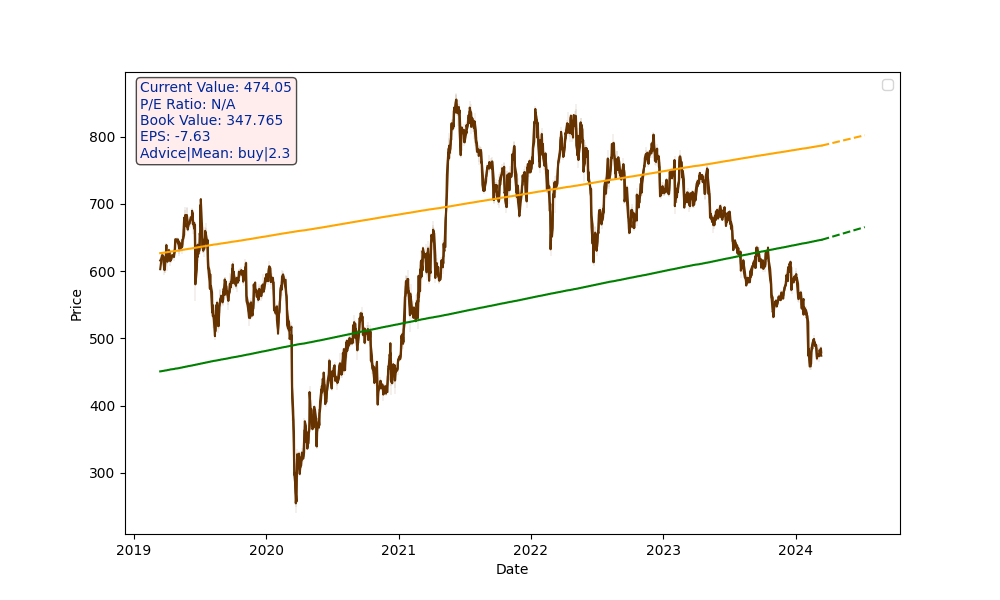 Current Value: 474.05
P/E Ratio: N/A
Book Value: 347.765
EPS: -7.63
Advice|Mean: buy|2.3
800
700
600
500
400
300
Price
2019
2020
2021
2022
2023
2024
Date